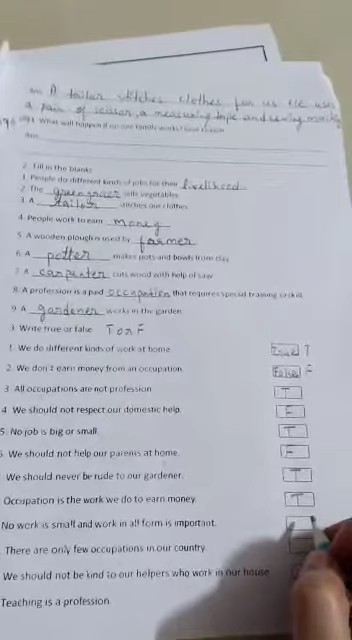 Ans. A tailor stitches clothes for us. He uses
a pair of scissor, a measuring tape and sewing machine
What will happen if no one family works? Give reason
Ans.
2. Fill in the blanks
1. People do different kinds of jobs for their livelihood
2. The greengrocer sells vegetables
3. A tailor stitches our clothes
4. People work to earn money
5. A wooden plough is used by farmer
6. A potter makes pots and bowls from clay
7. A carpenter cuts wood with help of saw
8. A profession is a paid occupation that requires special training or skill
9. A gardener works in the garden
3. Write true or false T or F
1. We do different kinds of work at home. True T
2. We don't earn money from an occupation. False F
3. All occupations are not profession T
4. We should not respect our domestic help. F
5. No job is big or small. T
We should not help our parents at home. F
We should never be rude to our gardener. T
Occupation is the work we do to earn money. T
No work is small and work in all form is important.
There are only few occupations in our country
We should not be kind to our helpers who work in our house
Teaching is a profession